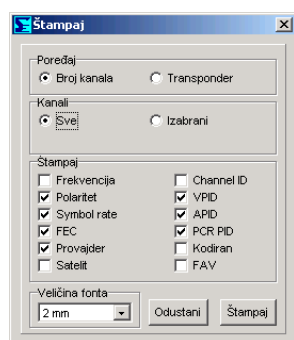 Štampaj
Poređaj
Broj kanala Transponder
Kanali
Sve Izabrani
Štampaj
Frekvencija Channel ID
Polaritet VPID
Symbol rate APID
FEC PCR PID
Provajder Kodiran
Satelit FAV
Veličina fonta
2 mm Odustani Štampaj